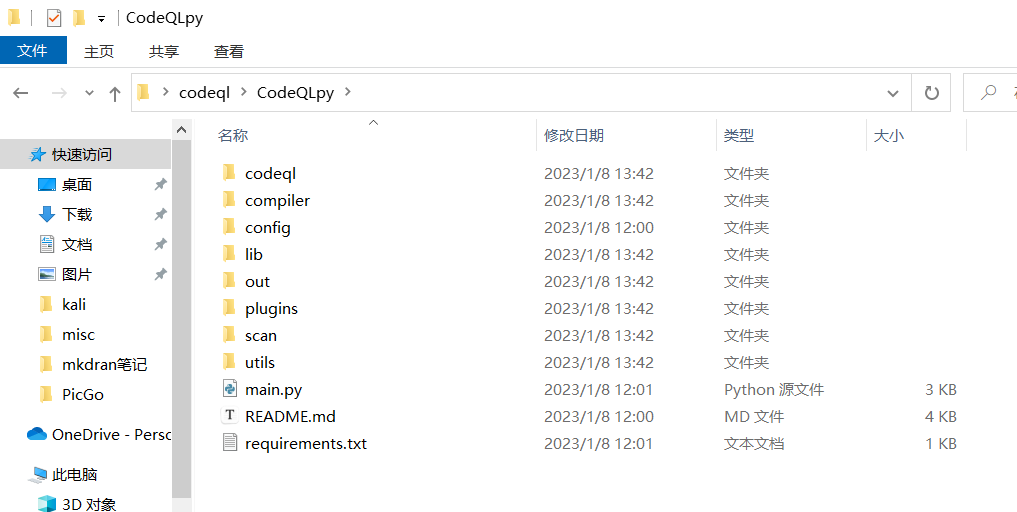 CodeQLpy
文件 主页 共享 查看
codeql CodeQLpy
名称 修改日期 类型 大小
快速访问
桌面
下载
文档
图片
kali
misc
mkdran笔记
PicGo
OneDrive - Persc
此电脑
3D 对象
codeql 2023/1/8 13:42 文件夹
compiler 2023/1/8 13:42 文件夹
config 2023/1/8 12:00 文件夹
lib 2023/1/8 13:42 文件夹
out 2023/1/8 13:42 文件夹
plugins 2023/1/8 13:42 文件夹
scan 2023/1/8 13:42 文件夹
utils 2023/1/8 13:42 文件夹
main.py 2023/1/8 12:01 Python 源文件 3 KB
README.md 2023/1/8 12:00 MD 文件 4 KB
requirements.txt 2023/1/8 12:01 文本文档 1 KB